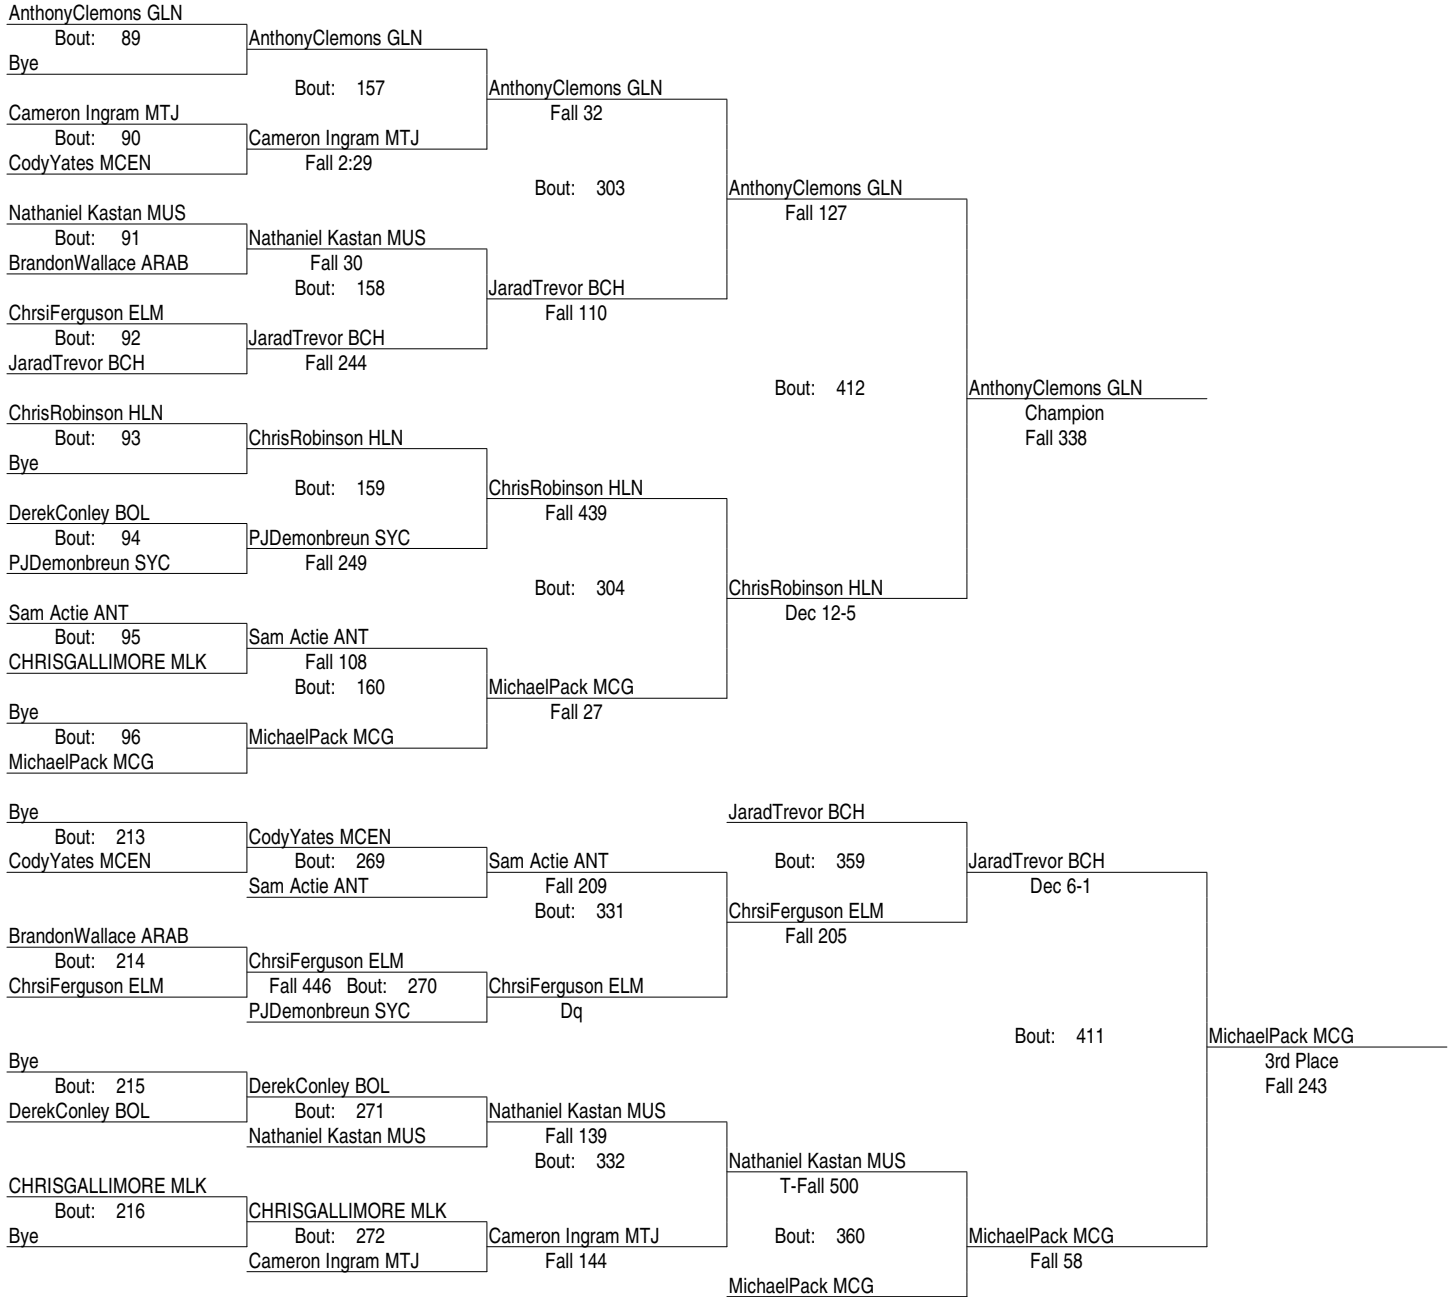 AnthonyClemons GLN
Bout: 89 AnthonyClemons GLN
Bye
Bout: 157 AnthonyClemons GLN
Cameron Ingram MTJ Fall 32
Bout: 90 Cameron Ingram MTJ
CodyYates MCEN Fall 2:29
Bout: 303 AnthonyClemons GLN
Nathaniel Kastan MUS Fall 127
Bout: 91 Nathaniel Kastan MUS
BrandonWallace ARAB Fall 30
Bout: 158 JaradTrevor BCH
ChrsiFerguson ELM Fall 110
Bout: 92 JaradTrevor BCH
JaradTrevor BCH Fall 244
Bout: 412 AnthonyClemons GLN
ChrisRobinson HLN Champion
Bout: 93 ChrisRobinson HLN Fall 338
Bye
Bout: 159 ChrisRobinson HLN
DerekConley BOL Fall 439
Bout: 94 PJDemonbreun SYC
PJDemonbreun SYC Fall 249
Bout: 304 ChrisRobinson HLN
Sam Actie ANT Dec 12-5
Bout: 95 Sam Actie ANT
CHRISGALLIMORE MLK Fall 108
Bout: 160 MichaelPack MCG
Bye Fall 27
Bout: 96 MichaelPack MCG
MichaelPack MCG
Bye JaradTrevor BCH
Bout: 213 CodyYates MCEN
CodyYates MCEN Bout: 269 Sam Actie ANT Bout: 359 JaradTrevor BCH
Sam Actie ANT Fall 209 Dec 6-1
Bout: 331 ChrsiFerguson ELM
BrandonWallace ARAB Fall 205
Bout: 214 ChrsiFerguson ELM
ChrsiFerguson ELM Fall 446 Bout: 270 ChrsiFerguson ELM
PJDemonbreun SYC Dq
Bout: 411 MichaelPack MCG
Bye 3rd Place
Bout: 215 DerekConley BOL Fall 243
DerekConley BOL Bout: 271 Nathaniel Kastan MUS
Nathaniel Kastan MUS Fall 139
Bout: 332 Nathaniel Kastan MUS
CHRISGALLIMORE MLK T-Fall 500
Bout: 216 CHRISGALLIMORE MLK
Bye Bout: 272 Cameron Ingram MTJ Bout: 360 MichaelPack MCG
Cameron Ingram MTJ Fall 144 Fall 58
MichaelPack MCG